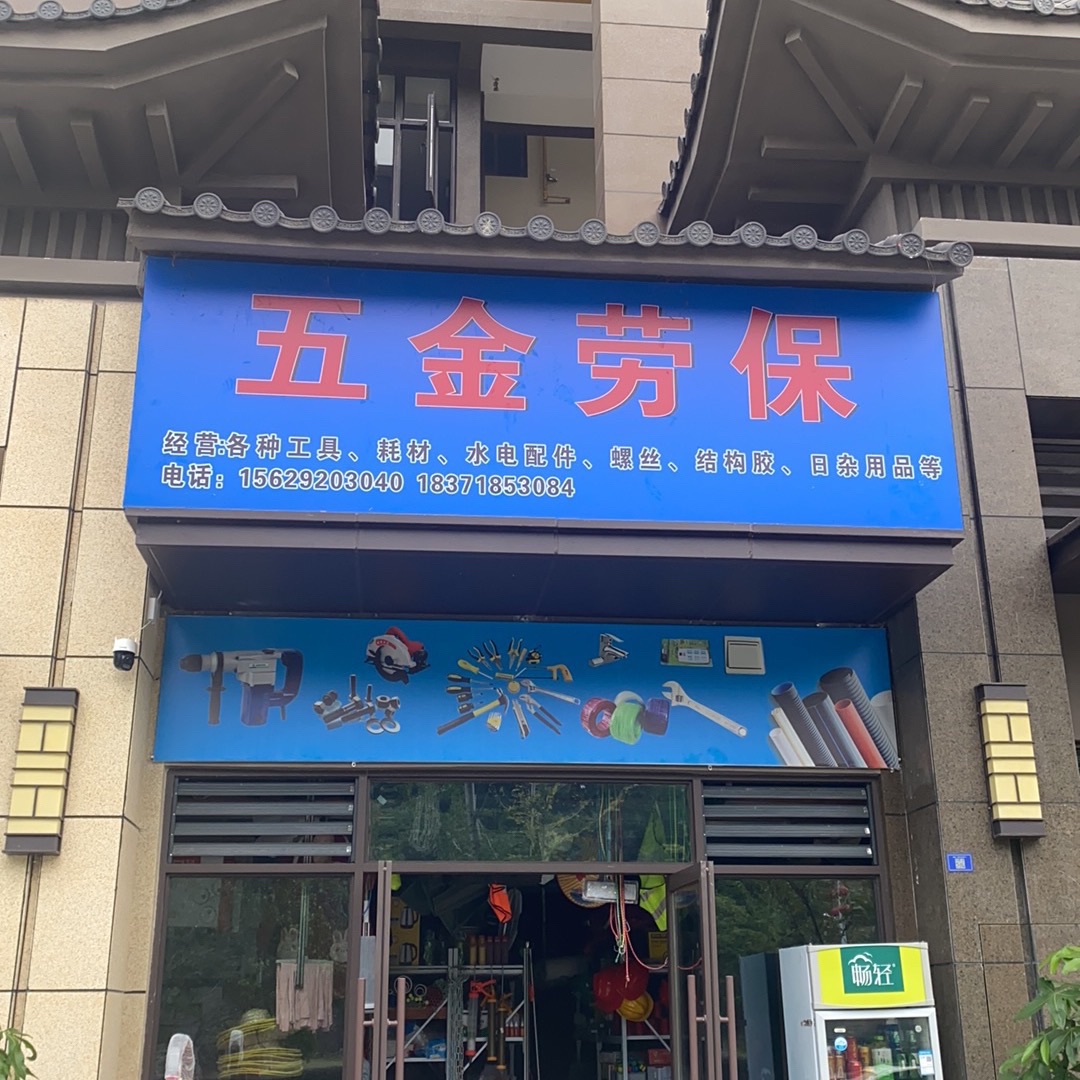 五金劳保
经营:各种工具、耗材、水电配件、螺丝、结构胶、日杂用品等
电话：15629203040 18371853084
畅轻